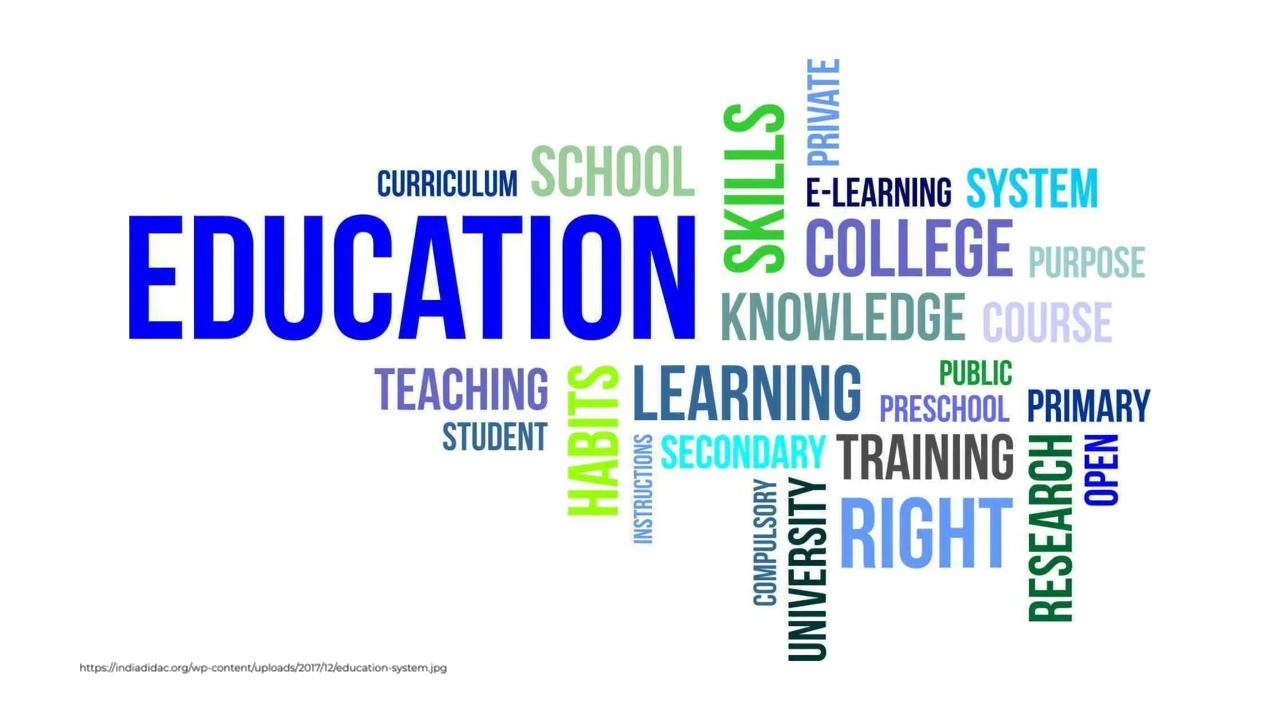 PRIVATE
SKILLS
SCHOOL
CURRICULUM
E-LEARNING
SYSTEM
EDUCATION
COLLEGE
PURPOSE
KNOWLEDGE
COURSE
TEACHING
HABITS
LEARNING
PUBLIC
PRESCHOOL
PRIMARY
STUDENT
INSTRUCTIONS
SECONDARY
TRAINING
RESEARCH
OPEN
COMPULSORY
UNIVERSITY
RIGHT
https://indiadidac.org/wp-content/uploads/2017/12/education-system.jpg